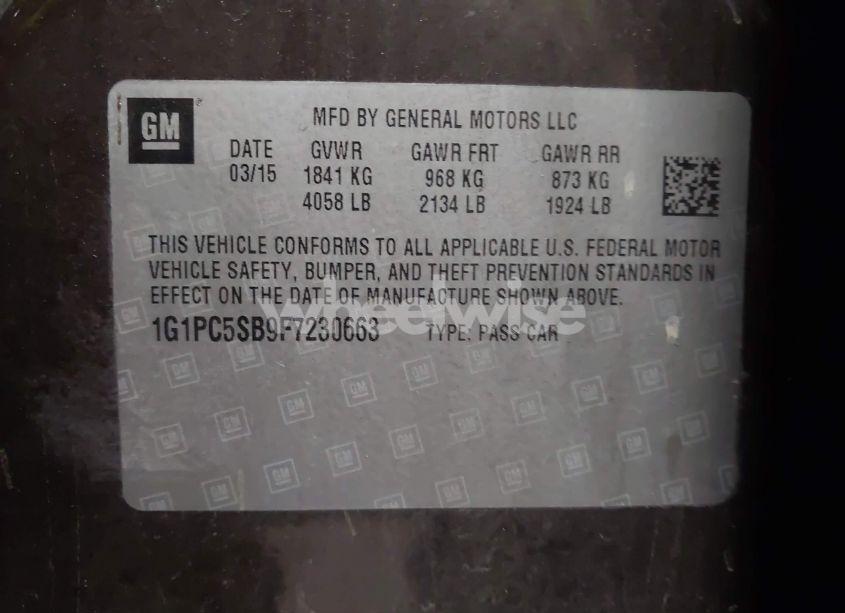 GM
MFD BY GENERAL MOTORS LLC
DATE GVWR GAWR FRT GAWR RR
03/15 1841 KG 968 KG 873 KG
4058 LB 2134 LB 1924 LB
THIS VEHICLE CONFORMS TO ALL APPLICABLE U.S. FEDERAL MOTOR
VEHICLE SAFETY, BUMPER, AND THEFT PREVENTION STANDARDS IN
EFFECT ON THE DATE OF MANUFACTURE SHOWN ABOVE.
wheelwise
1G1PC5SB9F7230663 TYPE: PASS CAR